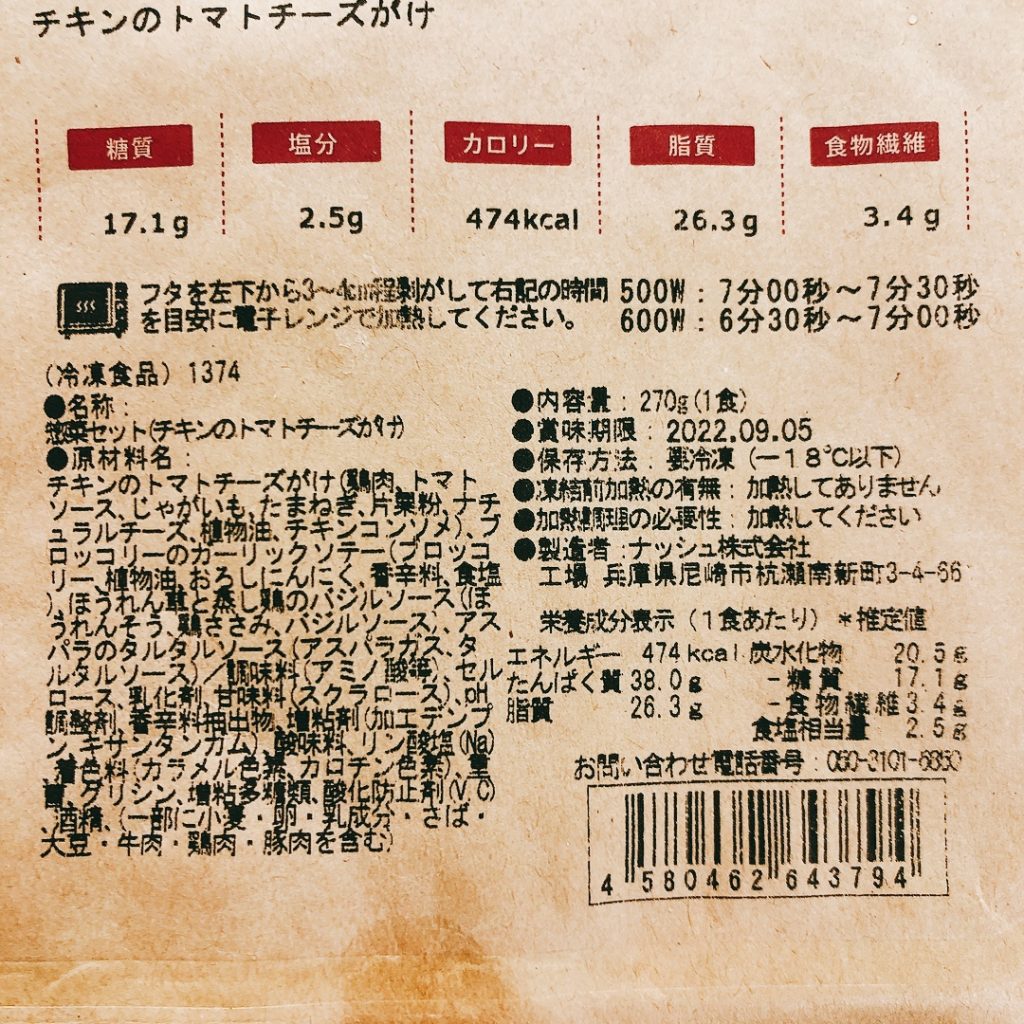 チキンのトマトチーズがけ
糖質 塩分 カロリー 脂質 食物繊維
17.1g 2.5g 474kcal 26.3g 3.4g
フタを左下から3〜4cm程剥がして右記の時間
を目安に電子レンジで加熱してください。
500W：7分00秒〜7分30秒
600W：6分30秒〜7分00秒
(冷凍食品) 1374
●名称：
惣菜セット(チキンのトマトチーズがけ)
●原材料名：
チキンのトマトチーズがけ(鶏肉、トマト
ソース、じゃがいも、たまねぎ、片栗粉、ナチ
ュラルチーズ、植物油、チキンコンソメ)、ブ
ロッコリーのガーリックソテー(ブロッコ
リー、植物油、おろしにんにく、香辛料、食塩
)、ほうれん草と蒸し鶏のバジルソース(ほ
うれんそう、鶏ささみ、バジルソース)、アス
パラのタルタルソース(アスパラガス、タ
ルタルソース)／調味料(アミノ酸等)、セル
ロース、乳化剤、甘味料(スクラロース)、pH
調整剤、香辛料抽出物、増粘剤(加工デンプ
ン、キサンタンガム)、酸味料、リン酸塩(Na)
、着色料(カラメル色素、カロチン色素)、
グリシン、増粘多糖類、酸化防止剤(V.C)
、酒精、(一部に小麦・卵・乳成分・さば・
大豆・牛肉・鶏肉・豚肉を含む)
●内容量：270g(1食)
●賞味期限：2022.09.05
●保存方法：要冷凍(ー18℃以下)
●凍結前加熱の有無：加熱してありません
●加熱調理の必要性：加熱してください
●製造者：ナッシュ株式会社
工場 兵庫県尼崎市杭瀬南新町3-4-66
栄養成分表示(1食あたり)＊推定値
エネルギー 474kcal 炭水化物 20.5g
たんぱく質 38.0g －糖質 17.1g
脂質 26.3g －食物繊維 3.4g
食塩相当量 2.5g
お問い合わせ電話番号：050-3101-6850
4 580462 643794